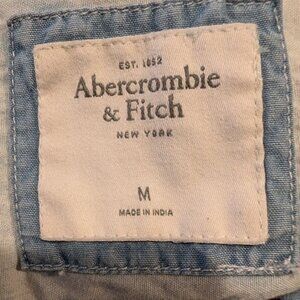 EST. 1892
Abercrombie
& Fitch
NEW YORK
M
MADE IN INDIA